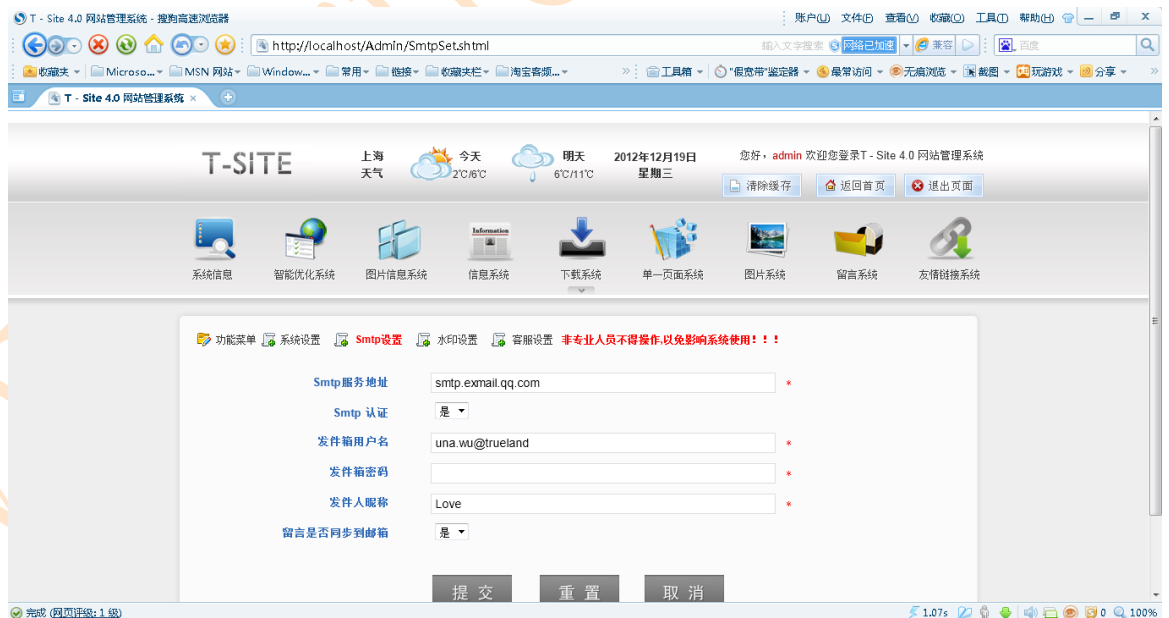 T - Site 4.0 网站管理系统 - 搜狗高速浏览器 账户(U) 文件(F) 查看(V) 收藏(O) 工具(T) 帮助(H)
http://localhost/Admin/SmtpSet.shtml 输入文字搜索 网络已加速 兼容 百度
收藏夹 Microso... MSN 网站 Window... 常用 链接 收藏夹栏 淘宝客频... » 工具箱 "假宽带"鉴定器 最常访问 无痕浏览 截图 玩游戏 分享 »
T - Site 4.0 网站管理系统 ×
T-SITE
上海 今天 明天 2012年12月19日 您好，admin 欢迎您登录T - Site 4.0 网站管理系统
天气 2℃/6℃ 6℃/11℃ 星期三 清除缓存 返回首页 退出页面
Information
系统信息 智能优化系统 图片信息系统 信息系统 下载系统 单一页面系统 图片系统 留言系统 友情链接系统
功能菜单 系统设置 Smtp设置 水印设置 客服设置 非专业人员不得操作,以免影响系统使用！！！
Smtp服务地址 smtp.exmail.qq.com *
Smtp 认证 是
发件箱用户名 una.wu@trueland *
发件箱密码 *
发件人昵称 Love *
留言是否同步到邮箱 是
提 交 重 置 取 消
完成 (网页评级: 1 级) 1.07s 0 100%